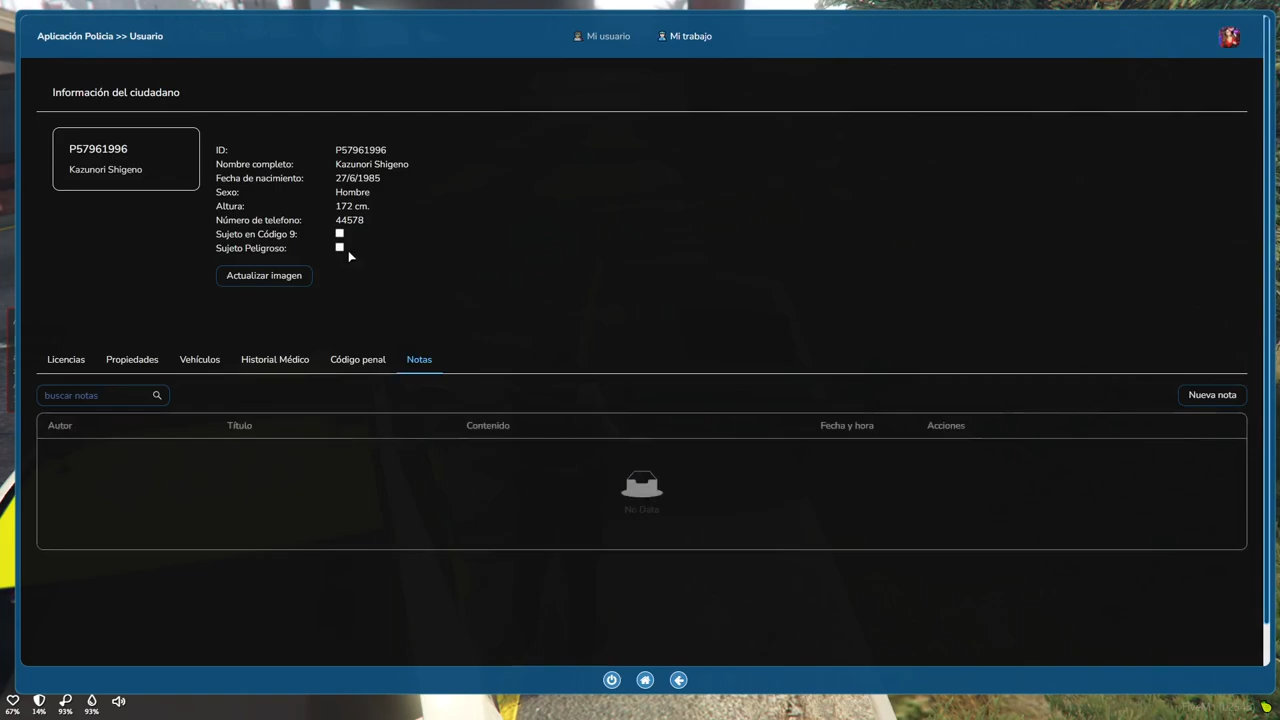 Aplicación Policia >> Usuario
Mi usuario
Mi trabajo
Información del ciudadano
P57961996
Kazunori Shigeno
ID: P57961996
Nombre completo: Kazunori Shigeno
Fecha de nacimiento: 27/6/1985
Sexo: Hombre
Altura: 172 cm.
Número de telefono: 44578
Sujeto en Código 9:
Sujeto Peligroso:
Actualizar imagen
Licencias Propiedades Vehículos Historial Médico Código penal Notas
buscar notas
Nueva nota
Autor Título Contenido Fecha y hora Acciones
No Data
67% 14% 93% 93%